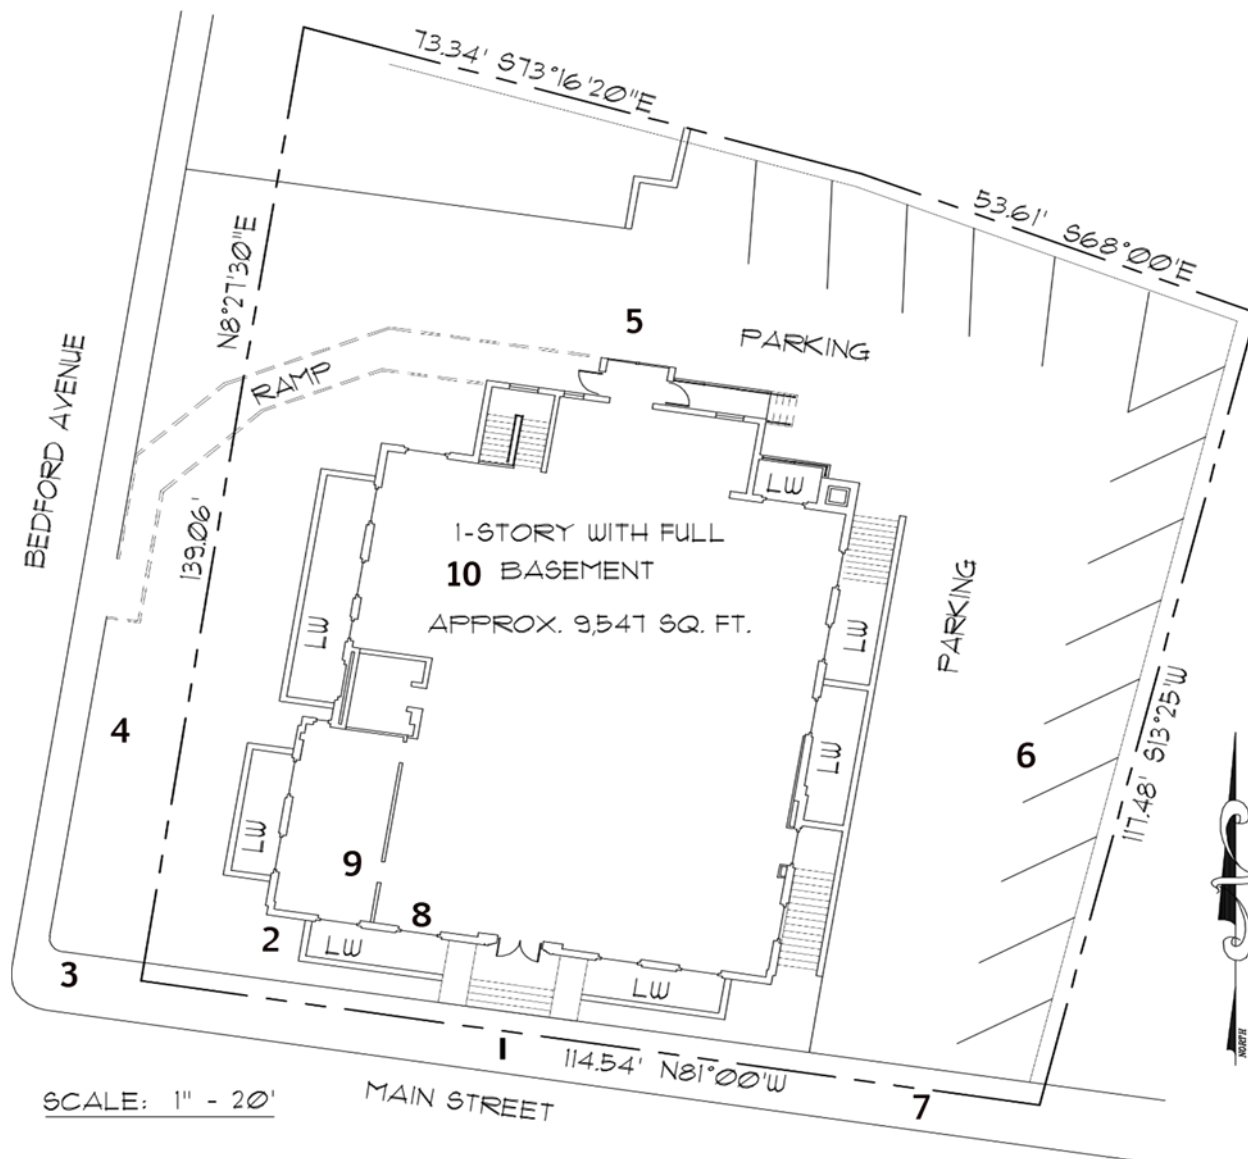 73.34' S73°16'20"E
53.61' S68°00'E
N8°27'30"E
5
PARKING
RAMP
BEDFORD AVENUE
139.06'
LW
1-STORY WITH FULL
10 BASEMENT
APPROX. 9,547 SQ. FT.
LW
LW
PARKING
4
LW
6
117.48' S13°25'W
LW
9
8
2
LW
LW
3
1
114.54' N81°00'W
7
NORTH
SCALE: 1" - 20'
MAIN STREET